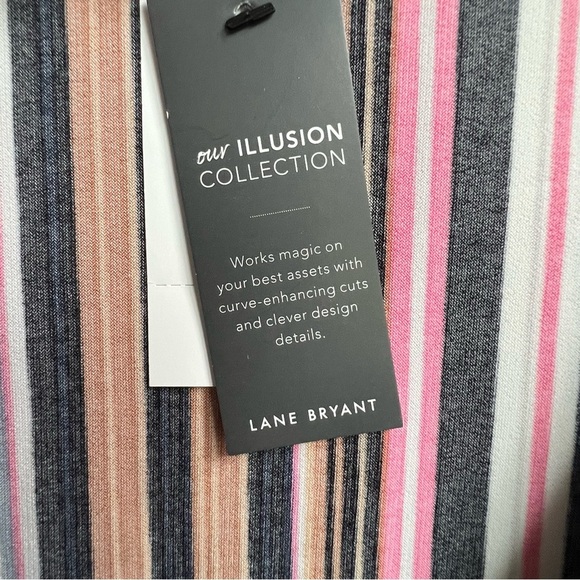 our ILLUSION
COLLECTION
Works magic on
your best assets with
curve-enhancing cuts
and clever design
details.
LANE BRYANT